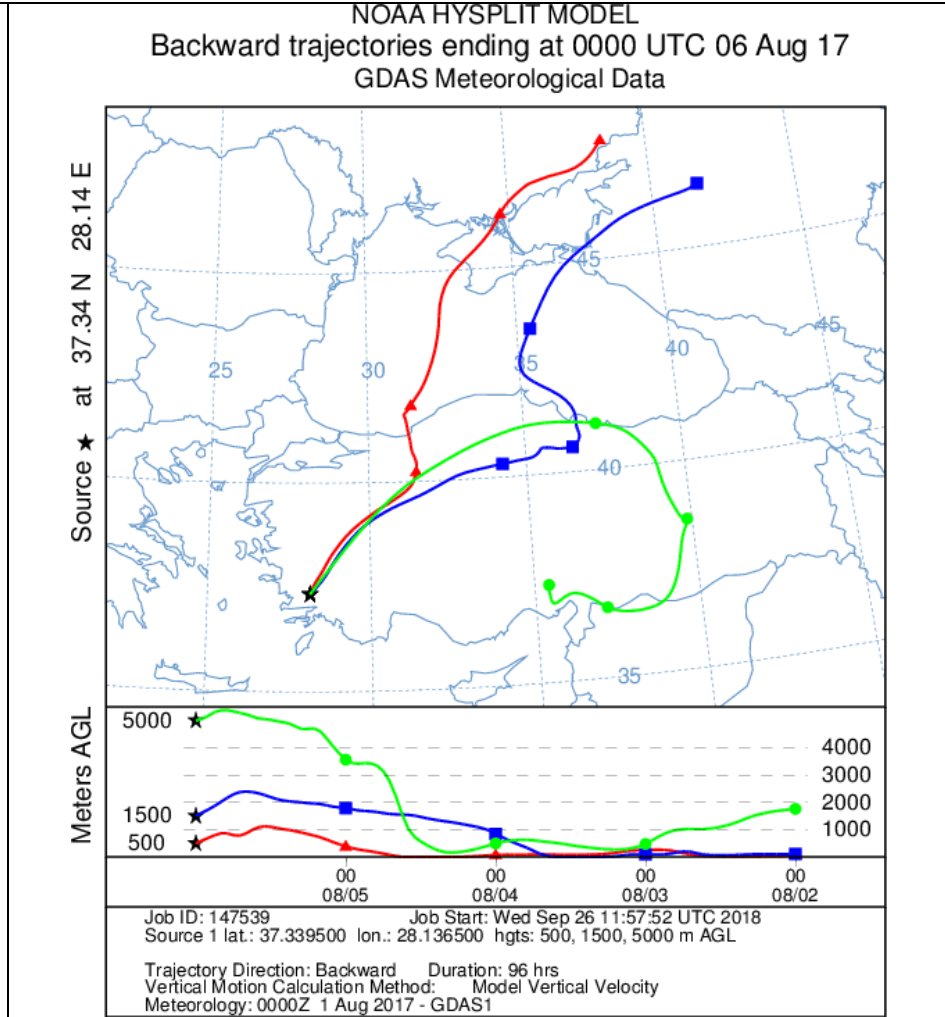 NOAA HYSPLIT MODEL
Backward trajectories ending at 0000 UTC 06 Aug 17
GDAS Meteorological Data
Source ★ at 37.34 N 28.14 E
45
45
25
30
35
40
40
35
Meters AGL
5000
1500
500
4000
3000
2000
1000
00
08/05
00
08/04
00
08/03
00
08/02
Job ID: 147539 Job Start: Wed Sep 26 11:57:52 UTC 2018
Source 1 lat.: 37.339500 lon.: 28.136500 hgts: 500, 1500, 5000 m AGL
Trajectory Direction: Backward Duration: 96 hrs
Vertical Motion Calculation Method: Model Vertical Velocity
Meteorology: 0000Z 1 Aug 2017 - GDAS1